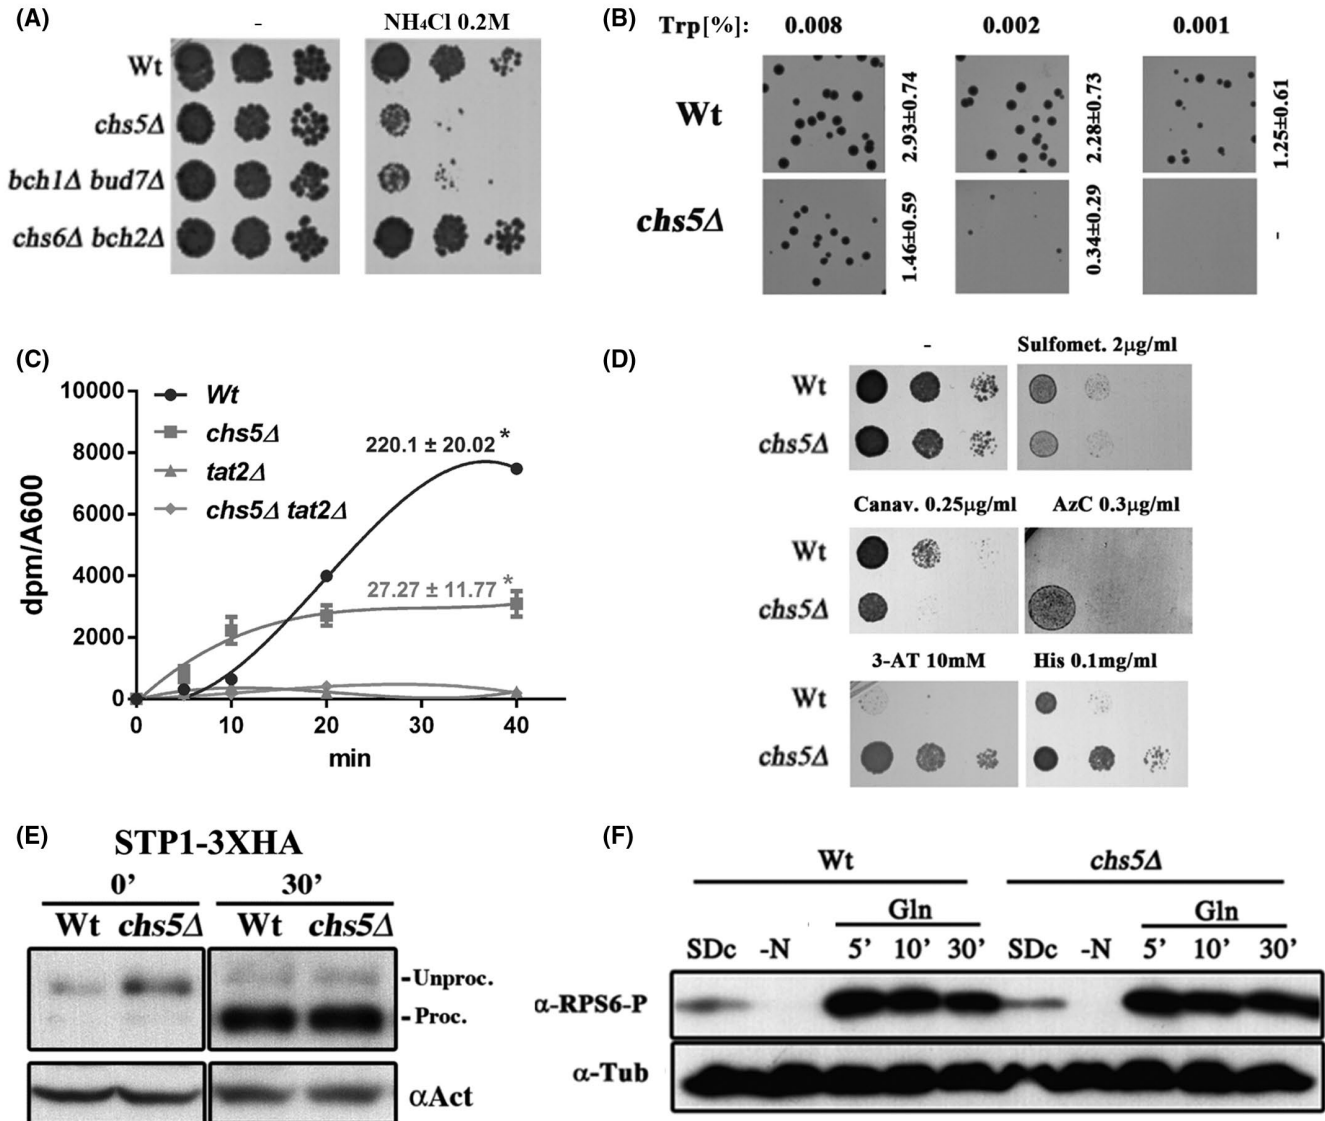 (A)
- NH₄Cl 0.2M
Wt
chs5Δ
bch1Δ bud7Δ
chs6Δ bch2Δ
(B)
Trp[%]: 0.008 0.002 0.001
Wt
2.93±0.74
2.28±0.73
1.25±0.61
chs5Δ
1.46±0.59
0.34±0.29
-
(C)
10000
8000
6000
4000
2000
0
dpm/A600
Wt
chs5Δ
tat2Δ
chs5Δ tat2Δ
220.1 ± 20.02 *
27.27 ± 11.77 *
0 10 20 30 40
min
(D)
- Sulfomet. 2µg/ml
Wt
chs5Δ
Canav. 0.25µg/ml AzC 0.3µg/ml
Wt
chs5Δ
3-AT 10mM His 0.1mg/ml
Wt
chs5Δ
(E)
STP1-3XHA
0’ 30’
Wt chs5Δ Wt chs5Δ
-Unproc.
-Proc.
αAct
(F)
Wt chs5Δ
Gln Gln
SDc -N 5’ 10’ 30’ SDc -N 5’ 10’ 30’
α-RPS6-P
α-Tub